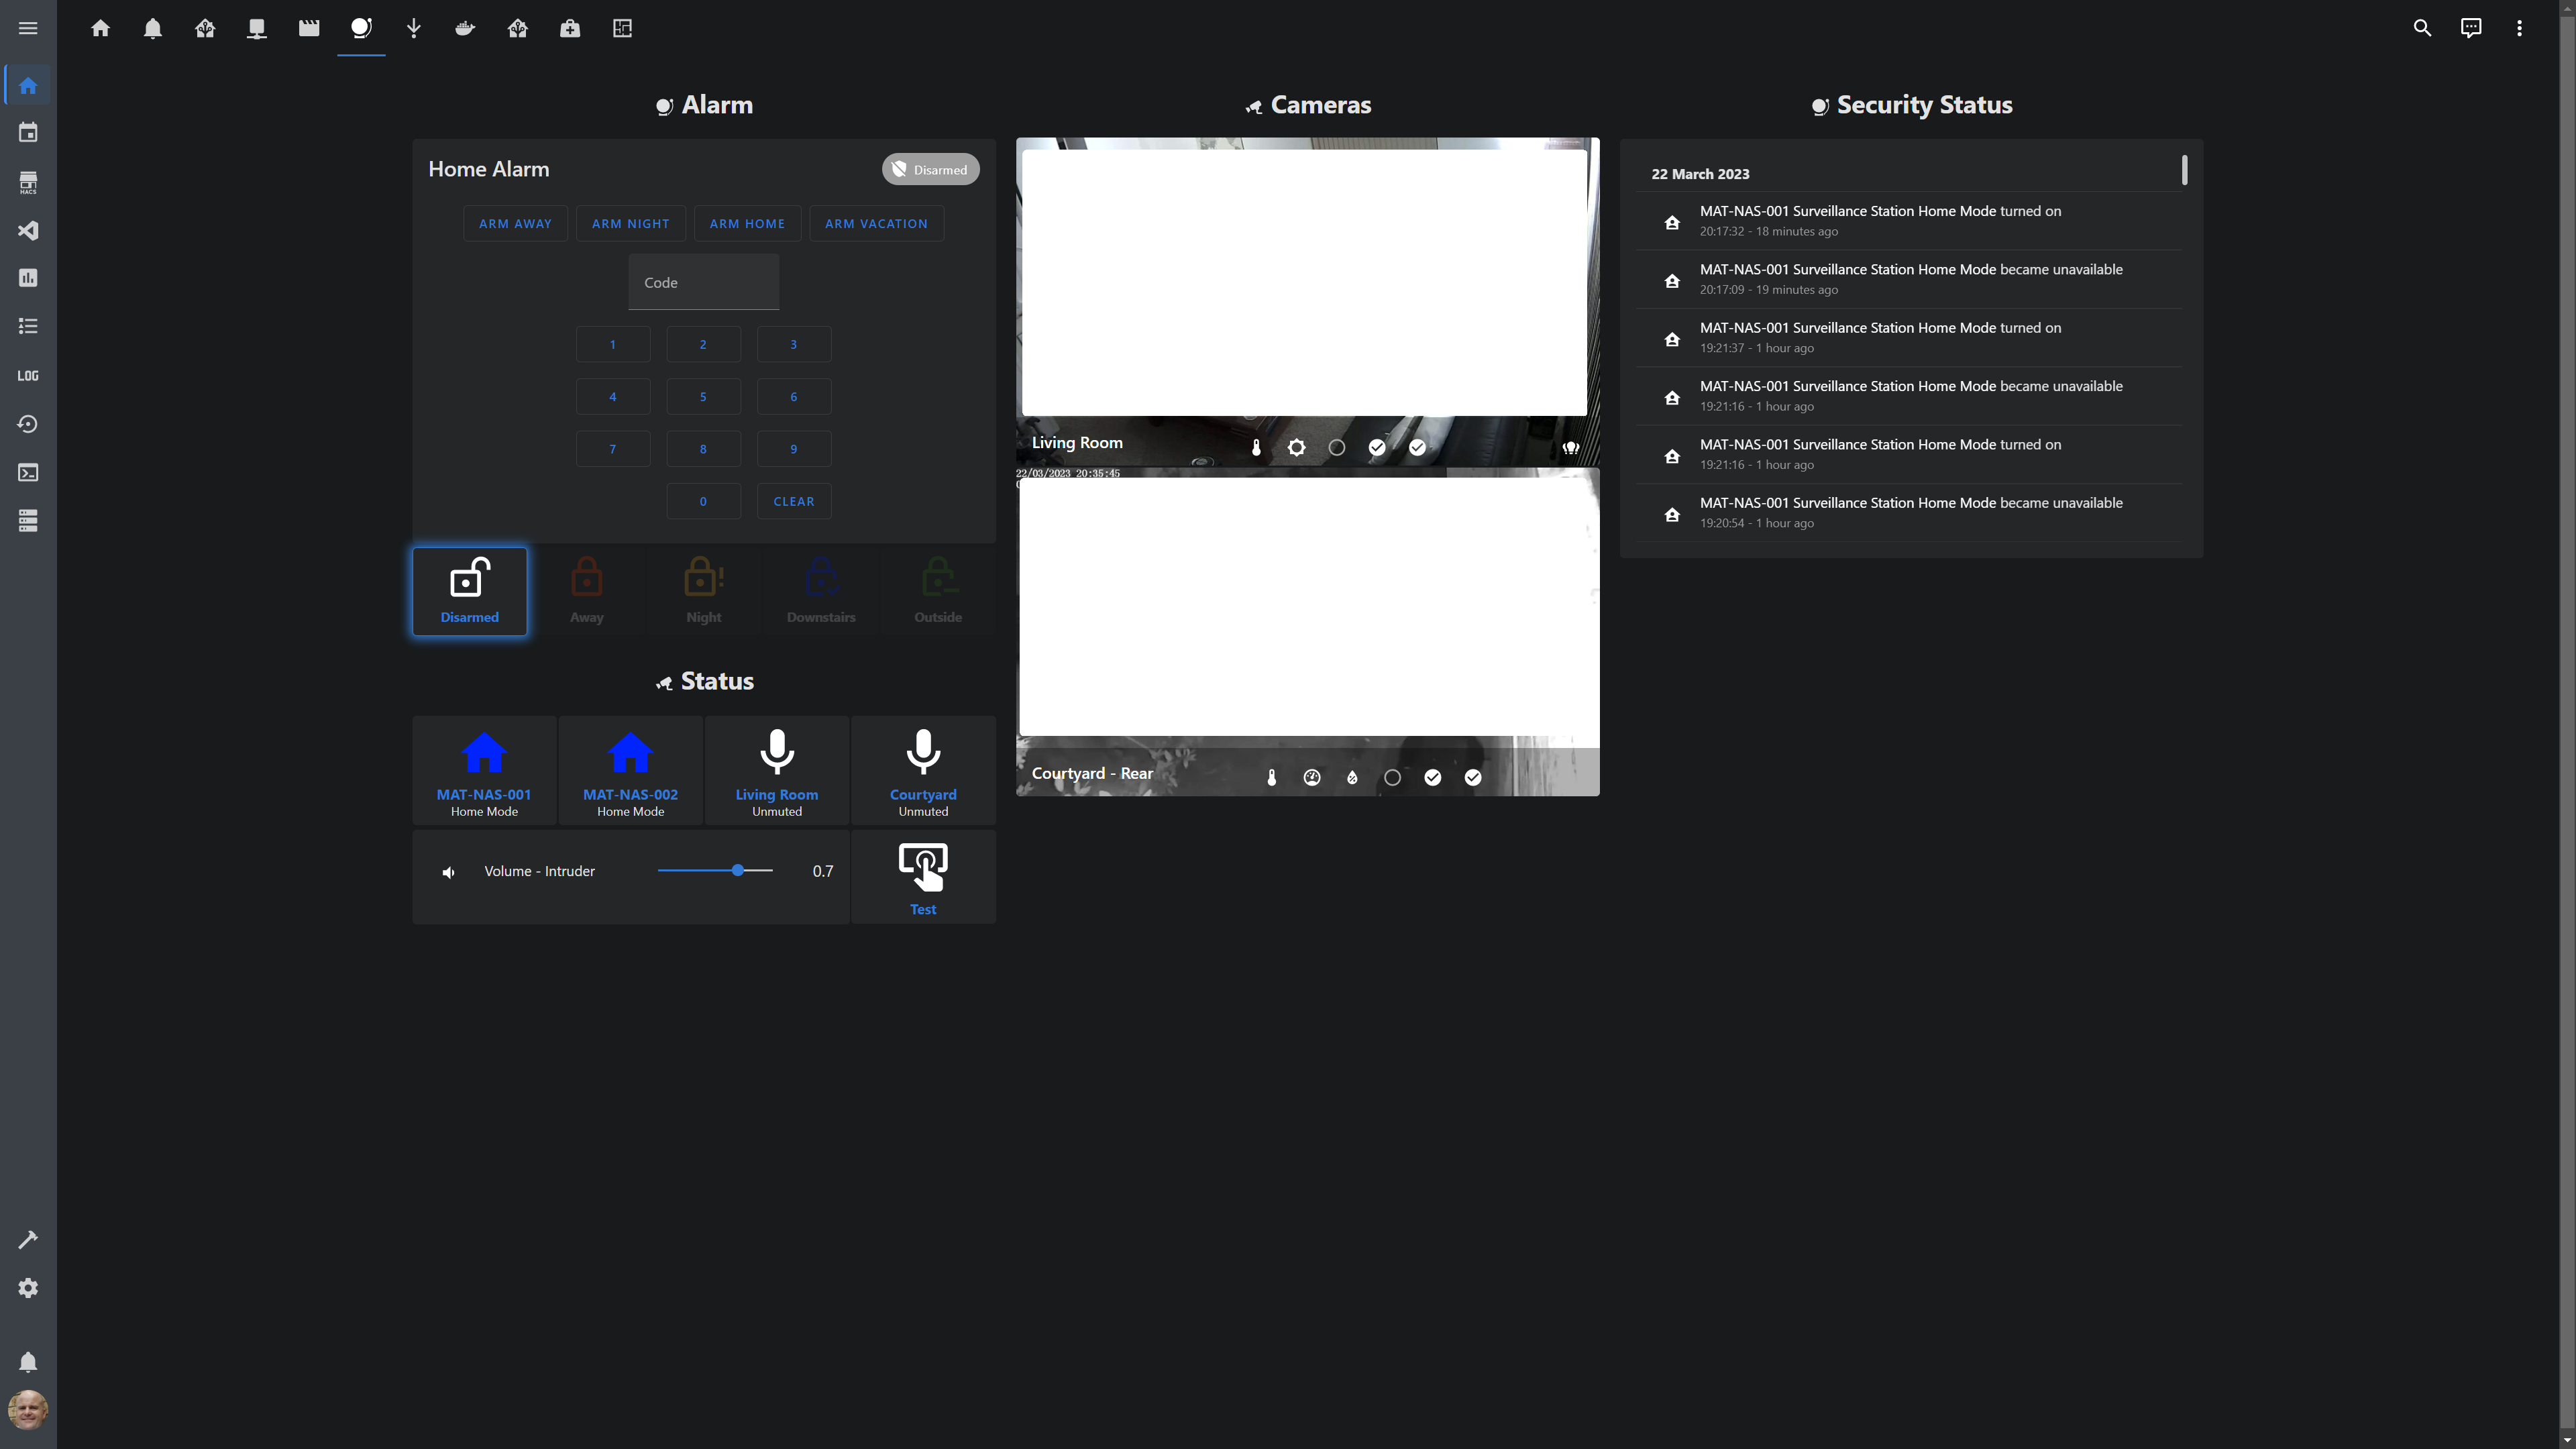 HACS
LOG
Alarm
Home Alarm
Disarmed
ARM AWAY ARM NIGHT ARM HOME ARM VACATION
Code
1 2 3
4 5 6
7 8 9
0 CLEAR
Disarmed Away Night Downstairs Outside
Status
MAT-NAS-001 MAT-NAS-002 Living Room Courtyard
Home Mode Home Mode Unmuted Unmuted
Volume - Intruder 0.7
Test
Cameras
Living Room
22/03/2023 20:35:45
Courtyard - Rear
Security Status
22 March 2023
MAT-NAS-001 Surveillance Station Home Mode turned on
20:17:32 - 18 minutes ago
MAT-NAS-001 Surveillance Station Home Mode became unavailable
20:17:09 - 19 minutes ago
MAT-NAS-001 Surveillance Station Home Mode turned on
19:21:37 - 1 hour ago
MAT-NAS-001 Surveillance Station Home Mode became unavailable
19:21:16 - 1 hour ago
MAT-NAS-001 Surveillance Station Home Mode turned on
19:21:16 - 1 hour ago
MAT-NAS-001 Surveillance Station Home Mode became unavailable
19:20:54 - 1 hour ago